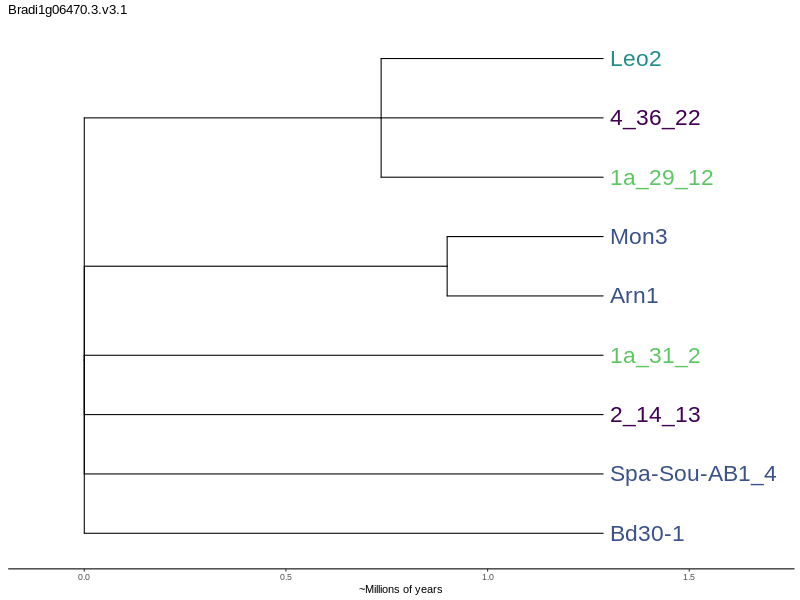 Bradi1g06470.3.v3.1
Leo2
4_36_22
1a_29_12
Mon3
Arn1
1a_31_2
2_14_13
Spa-Sou-AB1_4
Bd30-1
0.0 0.5 1.0 1.5
~Millions of years